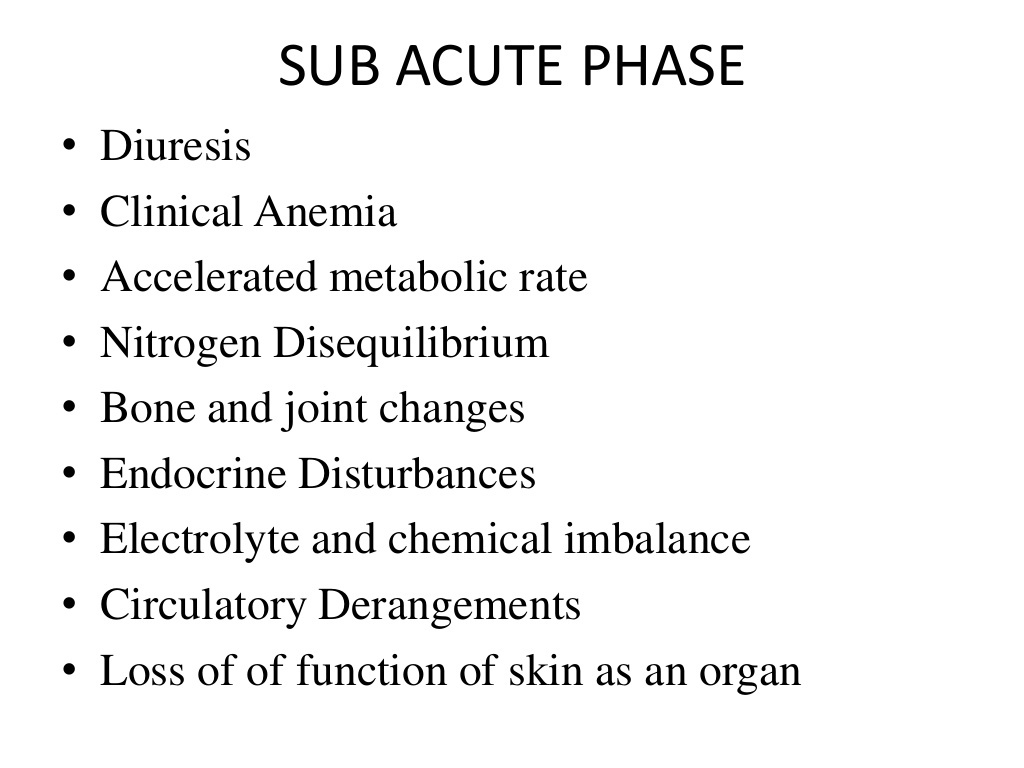 SUB ACUTE PHASE
• Diuresis
• Clinical Anemia
• Accelerated metabolic rate
• Nitrogen Disequilibrium
• Bone and joint changes
• Endocrine Disturbances
• Electrolyte and chemical imbalance
• Circulatory Derangements
• Loss of of function of skin as an organ